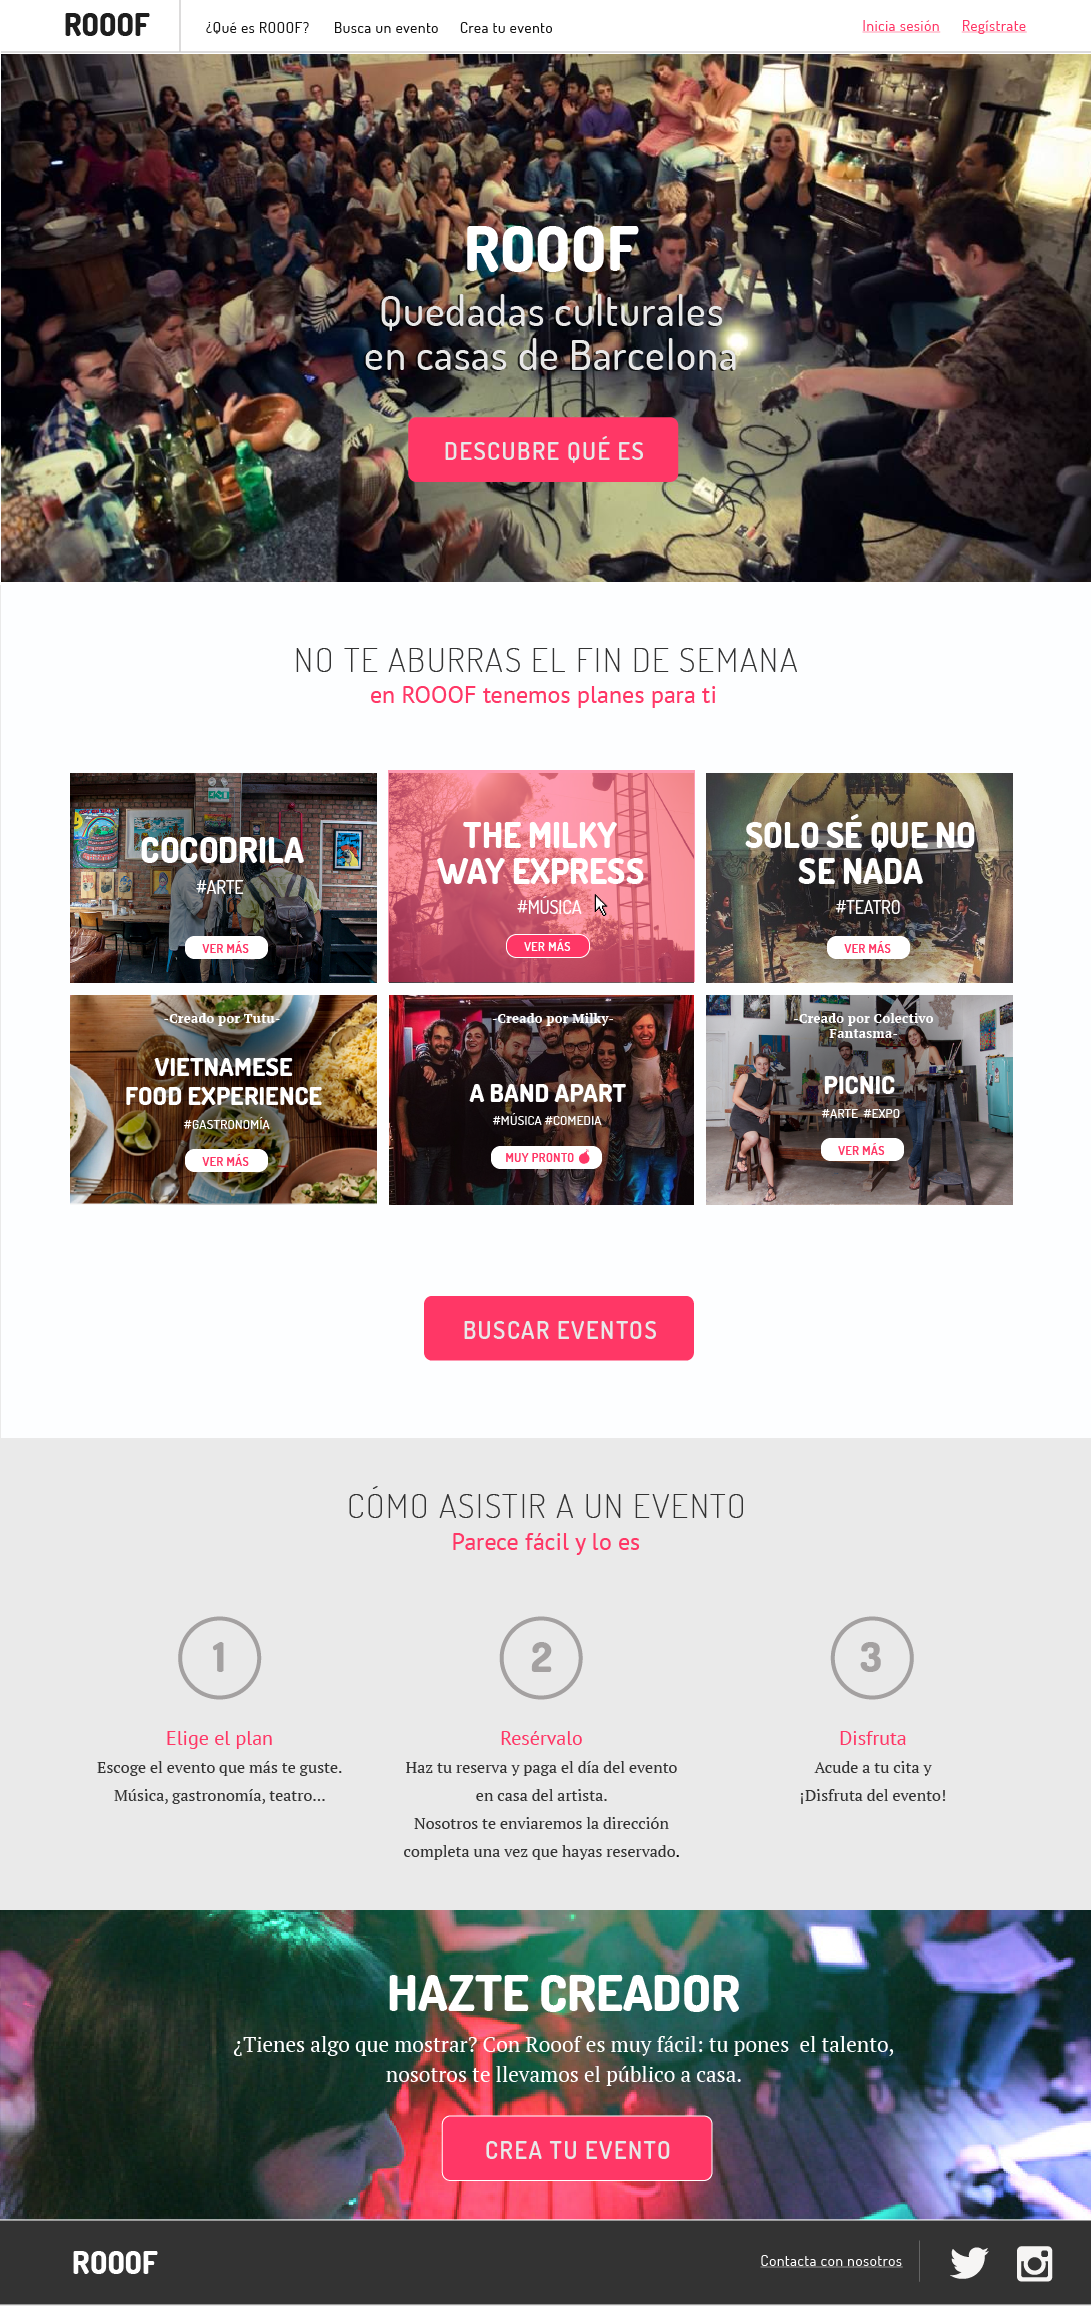 ROOOF
¿Qué es ROOOF?
Busca un evento
Crea tu evento
Inicia sesión
Regístrate
ROOOF
Quedadas culturales
en casas de Barcelona
DESCUBRE QUÉ ES
NO TE ABURRAS EL FIN DE SEMANA
en ROOOF tenemos planes para ti
COCODRILA
#ARTE
VER MÁS
THE MILKY
WAY EXPRESS
#MÚSICA
VER MÁS
SOLO SÉ QUE NO
SE NADA
#TEATRO
VER MÁS
-Creado por Tutu-
VIETNAMESE
FOOD EXPERIENCE
#GASTRONOMÍA
VER MÁS
-Creado por Milky-
A BAND APART
#MÚSICA #COMEDIA
MUY PRONTO
-Creado por Colectivo
Fantasma-
PICNIC
#ARTE #EXPO
VER MÁS
BUSCAR EVENTOS
CÓMO ASISTIR A UN EVENTO
Parece fácil y lo es
1
Elige el plan
Escoge el evento que más te guste.
Música, gastronomía, teatro...
2
Resérvalo
Haz tu reserva y paga el día del evento
en casa del artista.
Nosotros te enviaremos la dirección
completa una vez que hayas reservado.
3
Disfruta
Acude a tu cita y
¡Disfruta del evento!
HAZTE CREADOR
¿Tienes algo que mostrar? Con Rooof es muy fácil: tu pones el talento,
nosotros te llevamos el público a casa.
CREA TU EVENTO
ROOOF
Contacta con nosotros